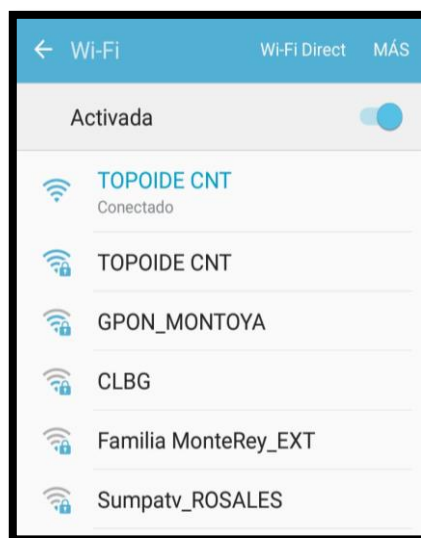 Wi-Fi Wi-Fi Direct MÁS
Activada
TOPOIDE CNT
Conectado
TOPOIDE CNT
GPON_MONTOYA
CLBG
Familia MonteRey_EXT
Sumpatv_ROSALES